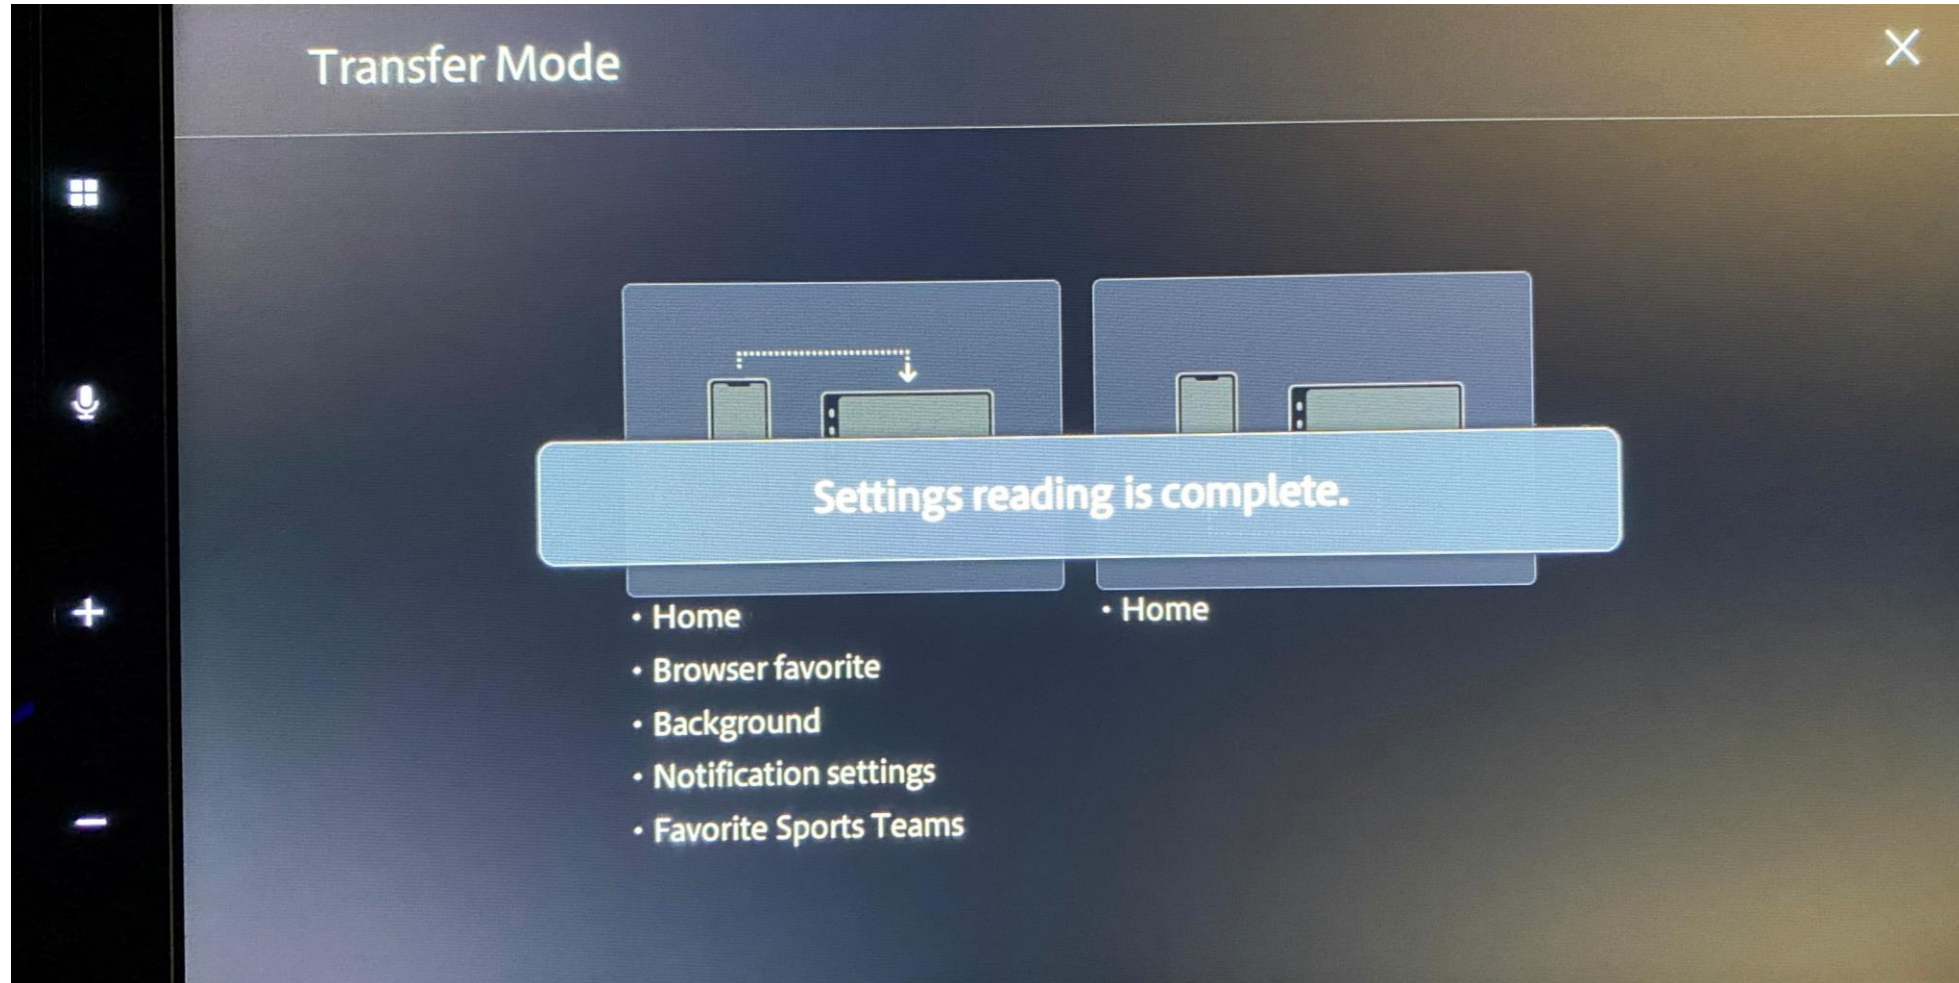 Transfer Mode
Settings reading is complete.
• Home
• Browser favorite
• Background
• Notification settings
• Favorite Sports Teams
• Home